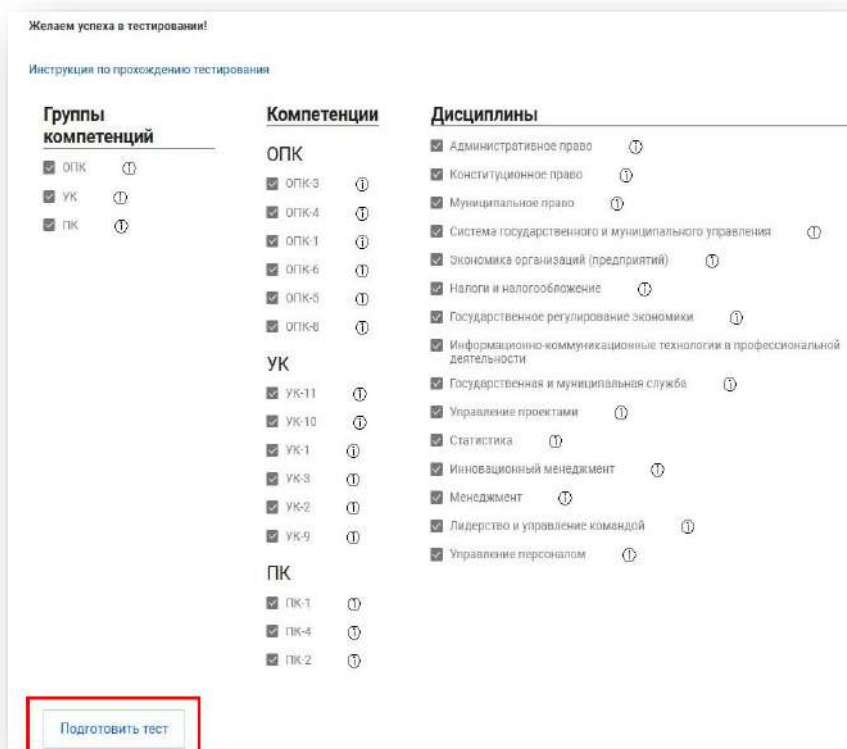 Желаем успеха в тестировании!
Инструкция по прохождению тестирования
Группы
компетенций
ОПК
УК
ПК
Компетенции
ОПК
ОПК-3
ОПК-4
ОПК-1
ОПК-6
ОПК-5
ОПК-8
УК
УК-11
УК-10
УК-1
УК-3
УК-2
УК-9
ПК
ПК-1
ПК-4
ПК-2
Дисциплины
Административное право
Конституционное право
Муниципальное право
Система государственного и муниципального управления
Экономика организаций (предприятий)
Налоги и налогообложение
Государственное регулирование экономики
Информационно-коммуникационные технологии в профессиональной
деятельности
Государственная и муниципальная служба
Управление проектами
Статистика
Инновационный менеджмент
Менеджмент
Лидерство и управление командой
Управление персоналом
Подготовить тест